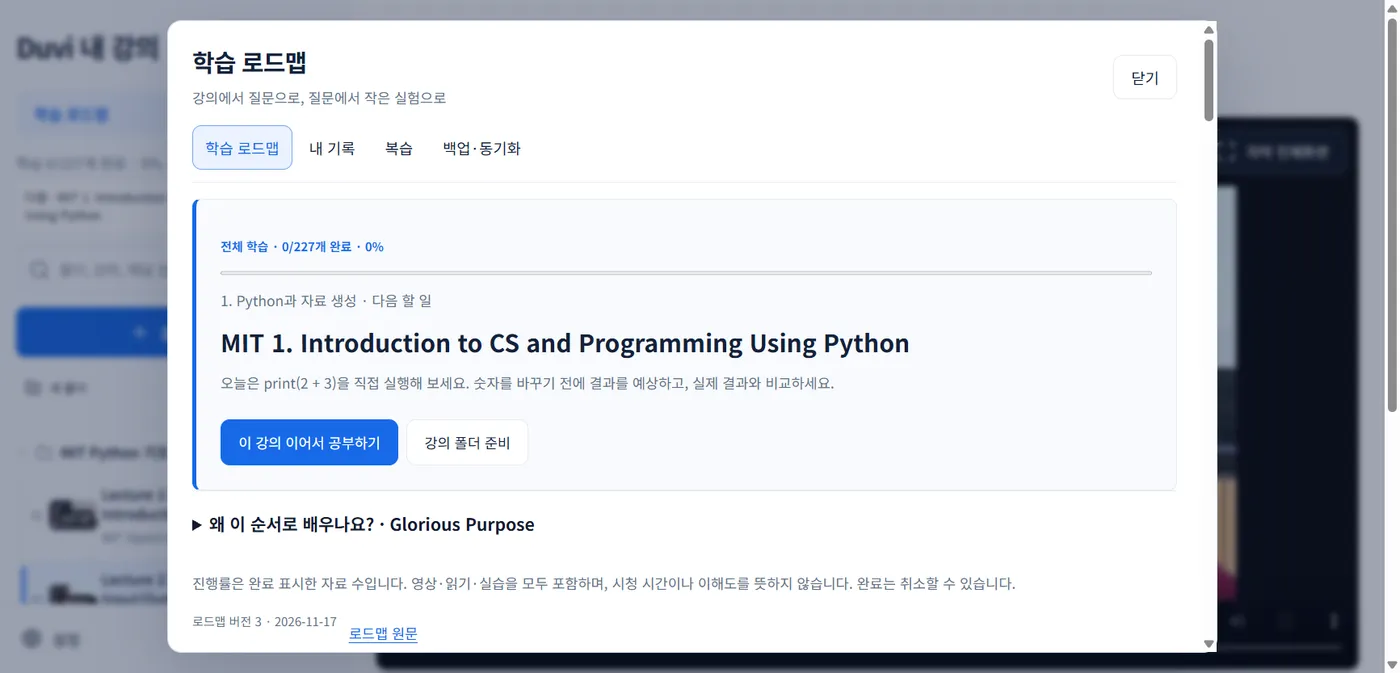 Duvi 내 강의
학습 로드맵
강의에서 질문으로, 질문에서 작은 실험으로
닫기
학습 로드맵
내 기록
복습
백업·동기화
전체 학습 · 0/227개 완료 · 0%
1. Python과 자료 생성 · 다음 할 일
MIT 1. Introduction to CS and Programming Using Python
오늘은 print(2 + 3)을 직접 실행해 보세요. 숫자를 바꾸기 전에 결과를 예상하고, 실제 결과와 비교하세요.
이 강의 이어서 공부하기
강의 폴더 준비
▶ 왜 이 순서로 배우나요? · Glorious Purpose
진행률은 완료 표시한 자료 수입니다. 영상·읽기·실습을 모두 포함하며, 시청 시간이나 이해도를 뜻하지 않습니다. 완료는 취소할 수 있습니다.
로드맵 버전 3 · 2026-11-17
로드맵 원문
학습 로드맵
설정